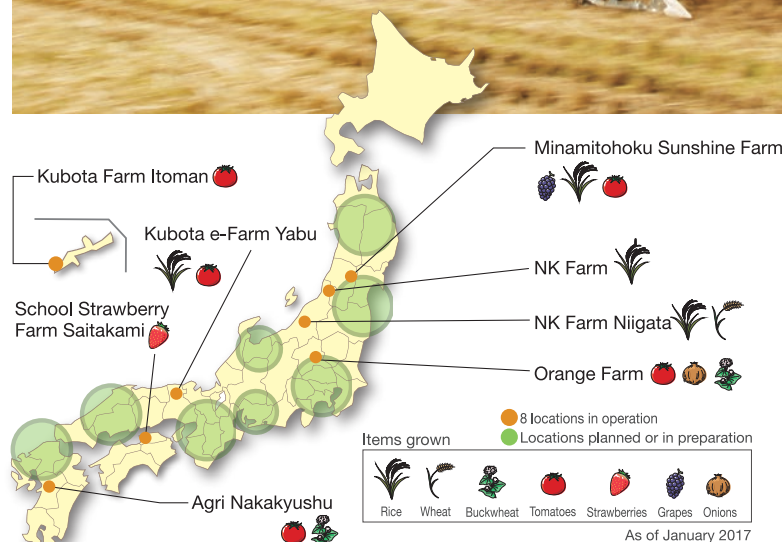 Minamitohoku Sunshine Farm
Kubota Farm Itoman
Kubota e-Farm Yabu
NK Farm
School Strawberry
Farm Saitakami
NK Farm Niigata
Orange Farm
8 locations in operation
Locations planned or in preparation
Items grown
Rice Wheat Buckwheat Tomatoes Strawberries Grapes Onions
Agri Nakakyushu
As of January 2017